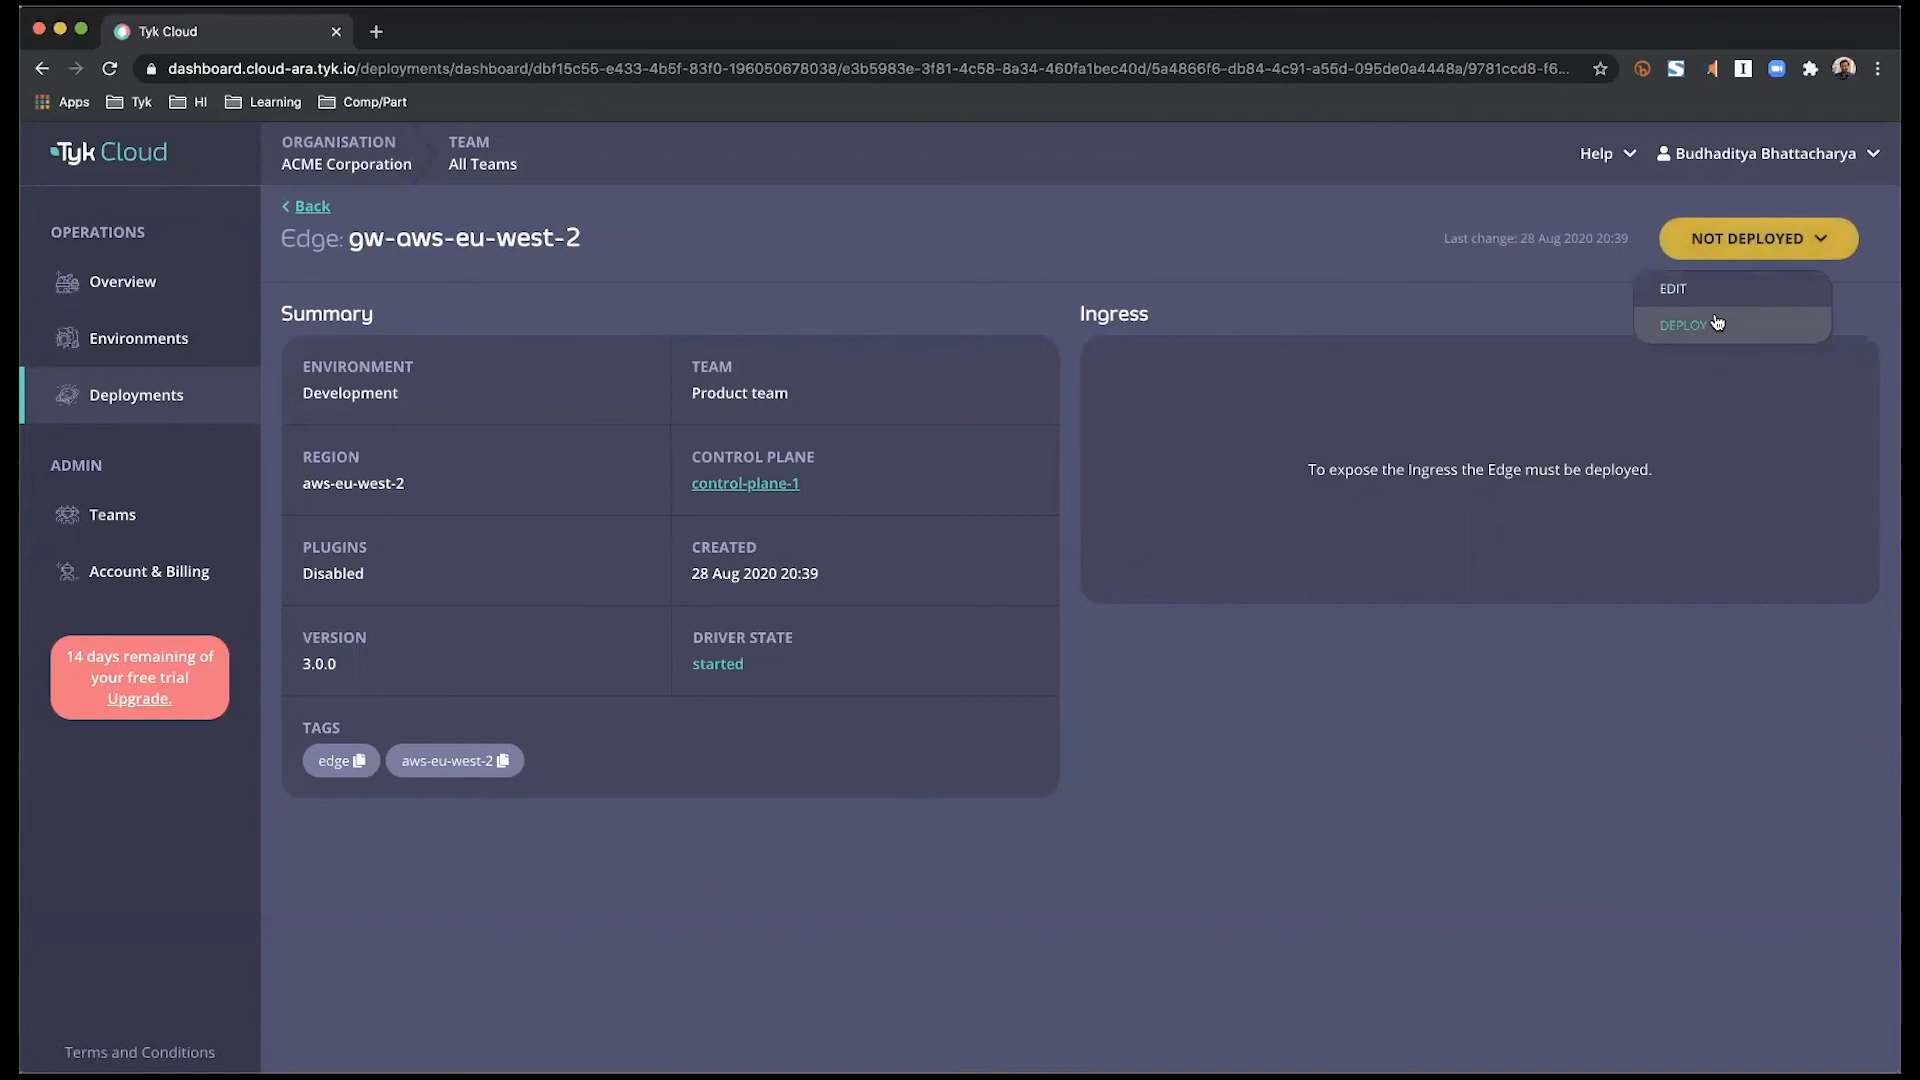 Tyk Cloud
dashboard.cloud-ara.tyk.io/deployments/dashboard/dbf15c55-e433-4b5f-83f0-196050678038/e3b5983e-3f81-4c58-8a34-460fa1bec40d/5a4866f6-db84-4c91-a55d-095de0a4448a/9781ccd8-f6...
Apps Tyk HI Learning Comp/Part
Tyk Cloud
ORGANISATION
ACME Corporation
TEAM
All Teams
Help
Budhaditya Bhattacharya
OPERATIONS
Overview
Environments
Deployments
ADMIN
Teams
Account & Billing
14 days remaining of
your free trial
Upgrade.
Terms and Conditions
Back
Edge: gw-aws-eu-west-2
Last change: 28 Aug 2020 20:39
NOT DEPLOYED
EDIT
DEPLOY
Summary
ENVIRONMENT
Development
TEAM
Product team
REGION
aws-eu-west-2
CONTROL PLANE
control-plane-1
PLUGINS
Disabled
CREATED
28 Aug 2020 20:39
VERSION
3.0.0
DRIVER STATE
started
TAGS
edge
aws-eu-west-2
Ingress
To expose the Ingress the Edge must be deployed.